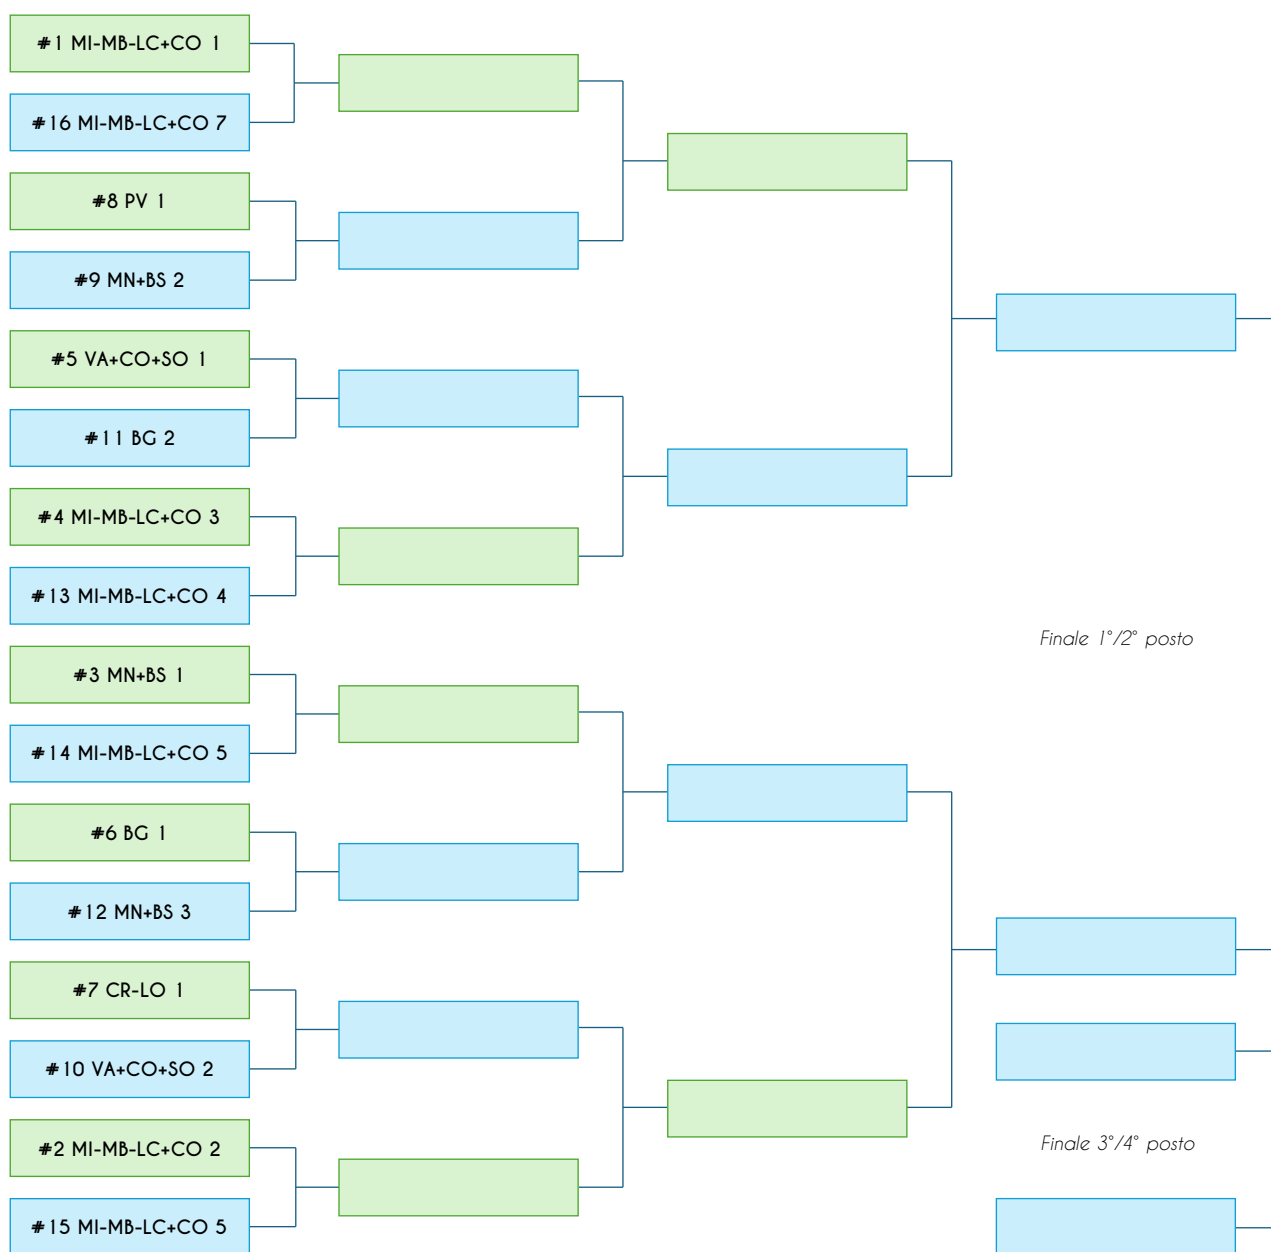 #1 MI-MB-LC+CO 1
#16 MI-MB-LC+CO 7
#8 PV 1
#9 MN+BS 2
#5 VA+CO+SO 1
#11 BG 2
#4 MI-MB-LC+CO 3
#13 MI-MB-LC+CO 4
Finale 1°/2° posto
#3 MN+BS 1
#14 MI-MB-LC+CO 5
#6 BG 1
#12 MN+BS 3
#7 CR-LO 1
#10 VA+CO+SO 2
#2 MI-MB-LC+CO 2
Finale 3°/4° posto
#15 MI-MB-LC+CO 5